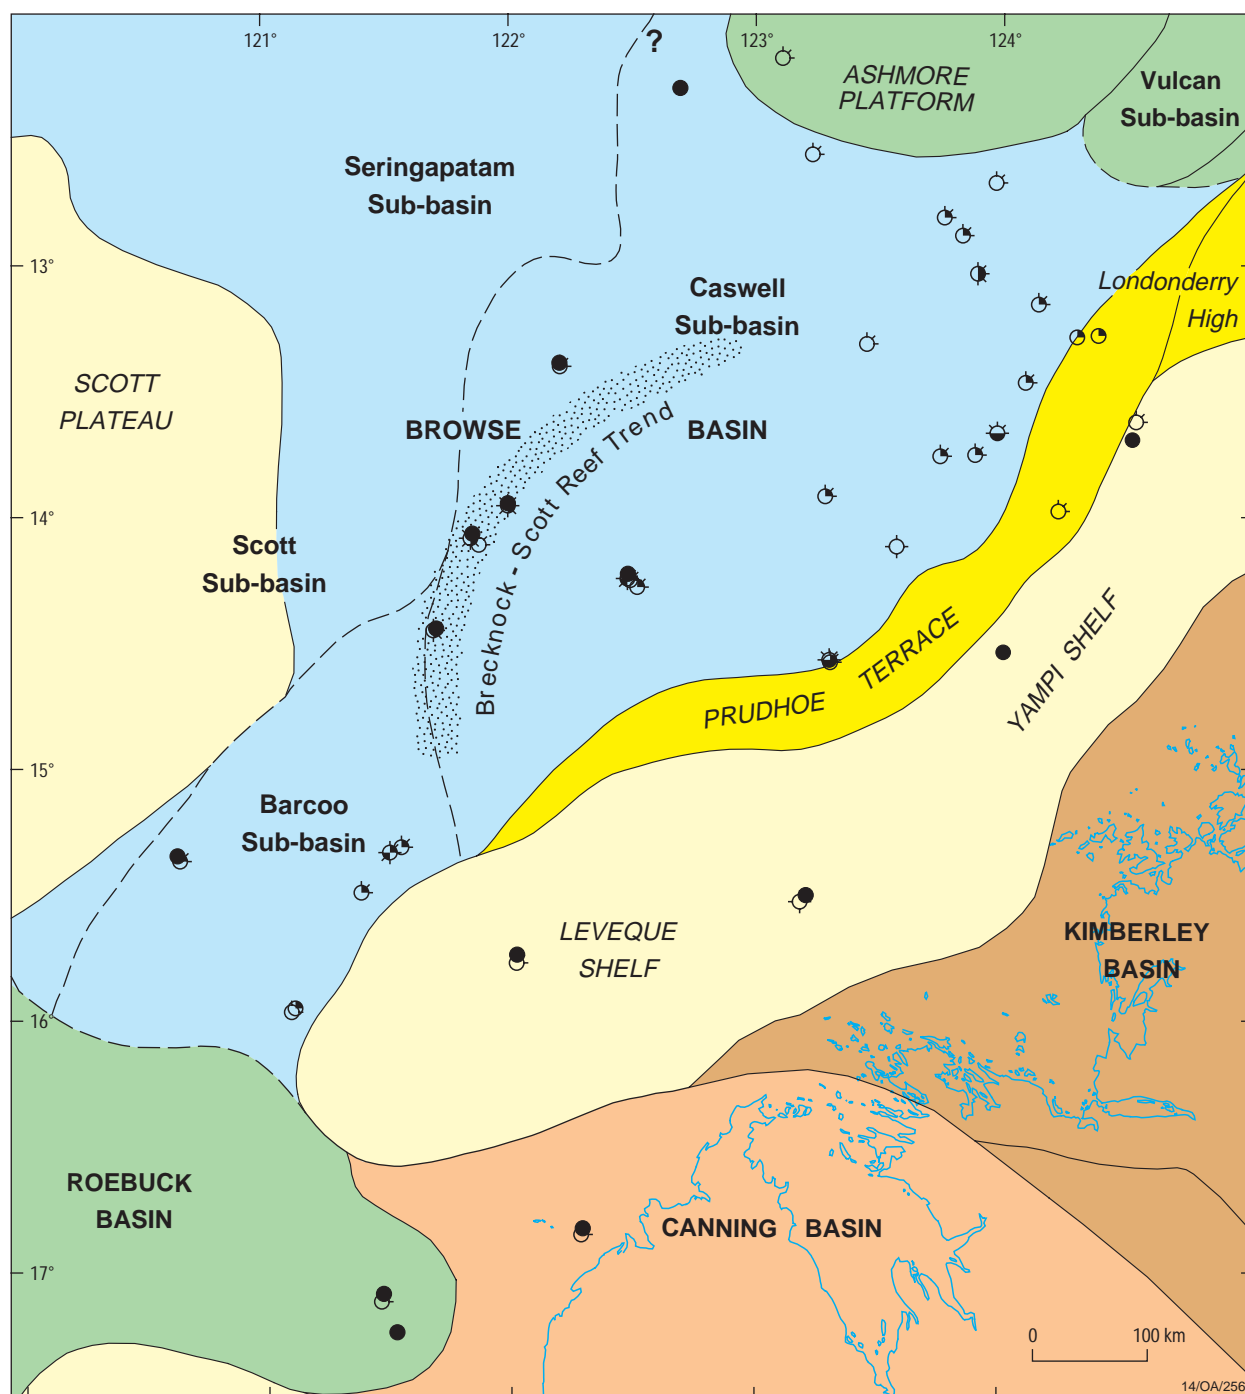 121°
122°
?
123°
124°
ASHMORE
PLATFORM
Vulcan
Sub-basin
Seringapatam
Sub-basin
13°
Caswell
Sub-basin
Londonderry
High
SCOTT
PLATEAU
BROWSE BASIN
Brecknock - Scott Reef Trend
14°
Scott
Sub-basin
PRUDHOE TERRACE
YAMPI SHELF
15°
Barcoo
Sub-basin
LEVEQUE
SHELF
KIMBERLEY
BASIN
16°
ROEBUCK
BASIN
CANNING BASIN
17°
0 100 km
14/OA/256